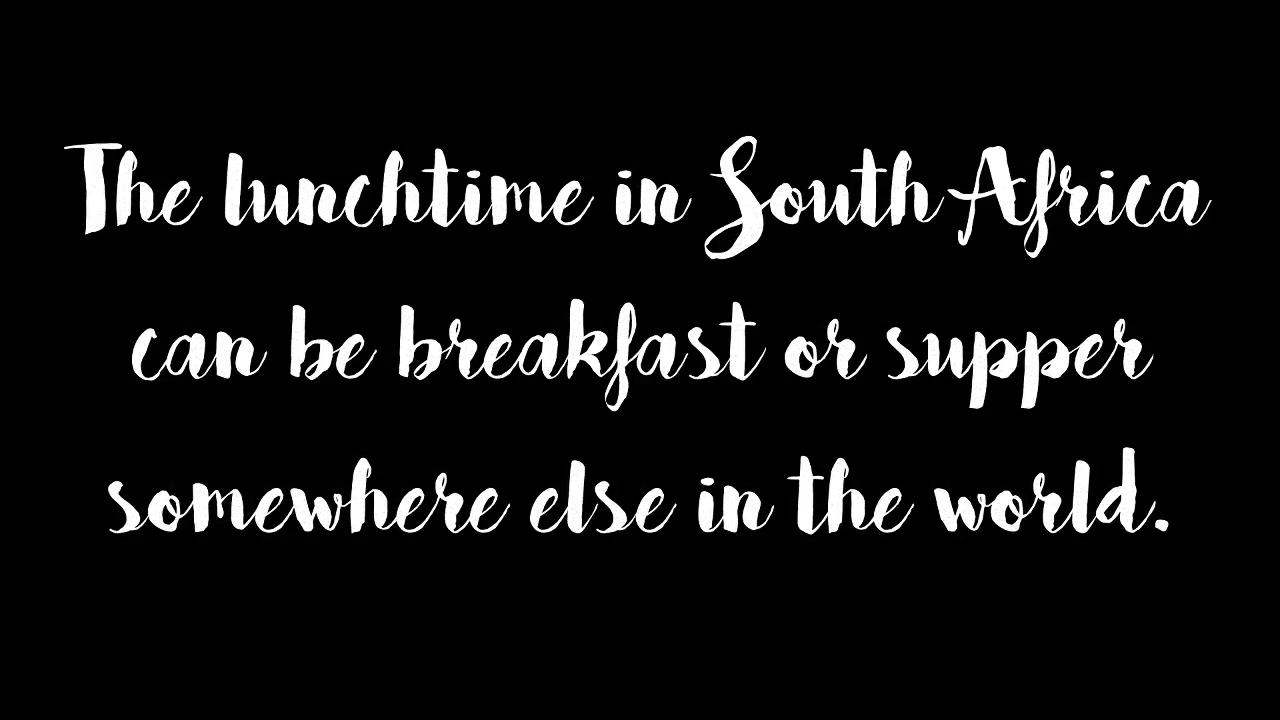 The lunchtime in South Africa
can be breakfast or supper
somewhere else in the world.